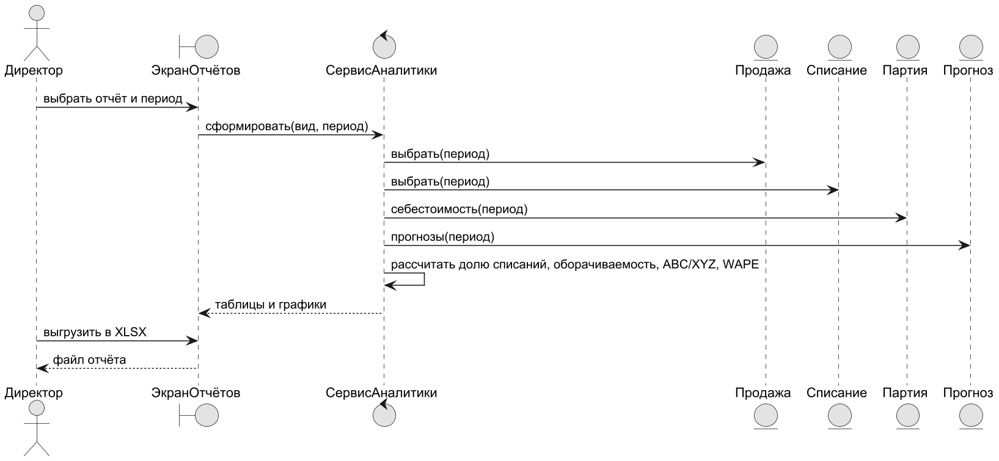 Директор
ЭкранОтчётов
СервисАналитики
Продажа
Списание
Партия
Прогноз
выбрать отчёт и период
сформировать(вид, период)
выбрать(период)
выбрать(период)
себестоимость(период)
прогнозы(период)
рассчитать долю списаний, оборачиваемость, ABC/XYZ, WAPE
таблицы и графики
выгрузить в XLSX
файл отчёта
Директор
ЭкранОтчётов
СервисАналитики
Продажа
Списание
Партия
Прогноз